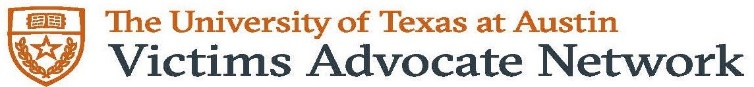 The University of Texas at Austin
Victims Advocate Network